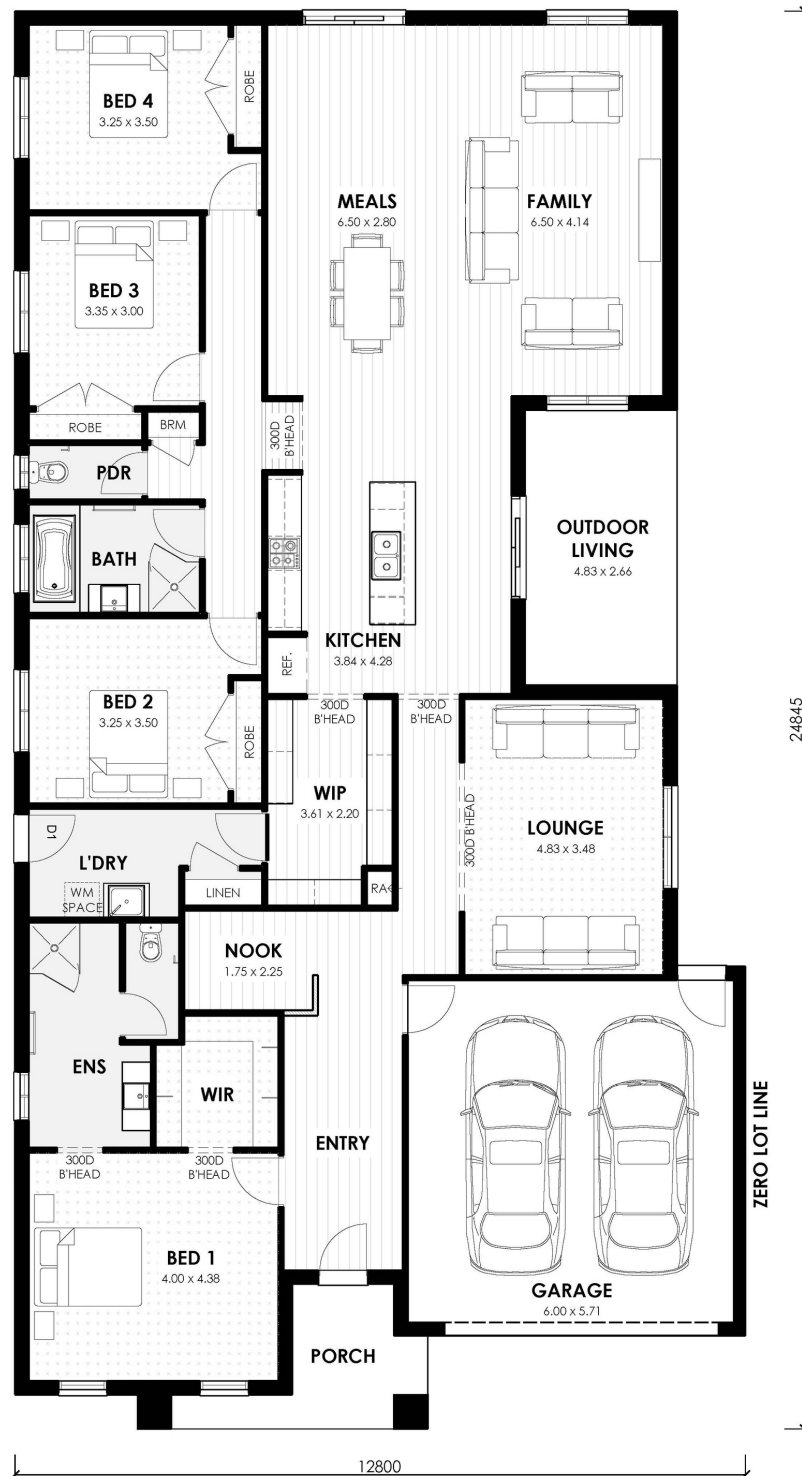 BED 4
3.25 x 3.50
ROBE
MEALS
6.50 x 2.80
FAMILY
6.50 x 4.14
BED 3
3.35 x 3.00
ROBE
BRM
300D
B'HEAD
PDR
BATH
OUTDOOR
LIVING
4.83 x 2.66
KITCHEN
3.84 x 4.28
REF.
BED 2
3.25 x 3.50
ROBE
300D
B'HEAD
300D
B'HEAD
WIP
3.61 x 2.20
300D B'HEAD
LOUNGE
4.83 x 3.48
24845
D1
L'DRY
WM
SPACE
LINEN
NOOK
1.75 x 2.25
ENS
WIR
ENTRY
ZERO LOT LINE
300D
B'HEAD
300D
B'HEAD
BED 1
4.00 x 4.38
GARAGE
6.00 x 5.71
PORCH
12800